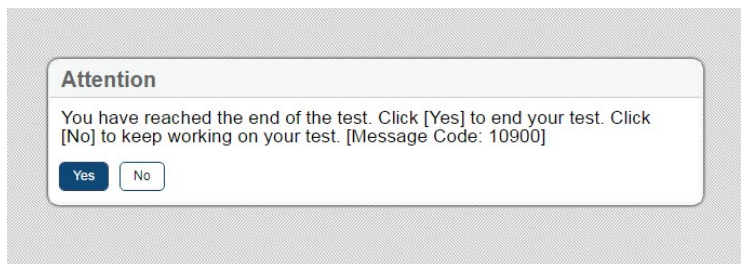 Attention
You have reached the end of the test. Click [Yes] to end your test. Click
[No] to keep working on your test. [Message Code: 10900]
Yes No